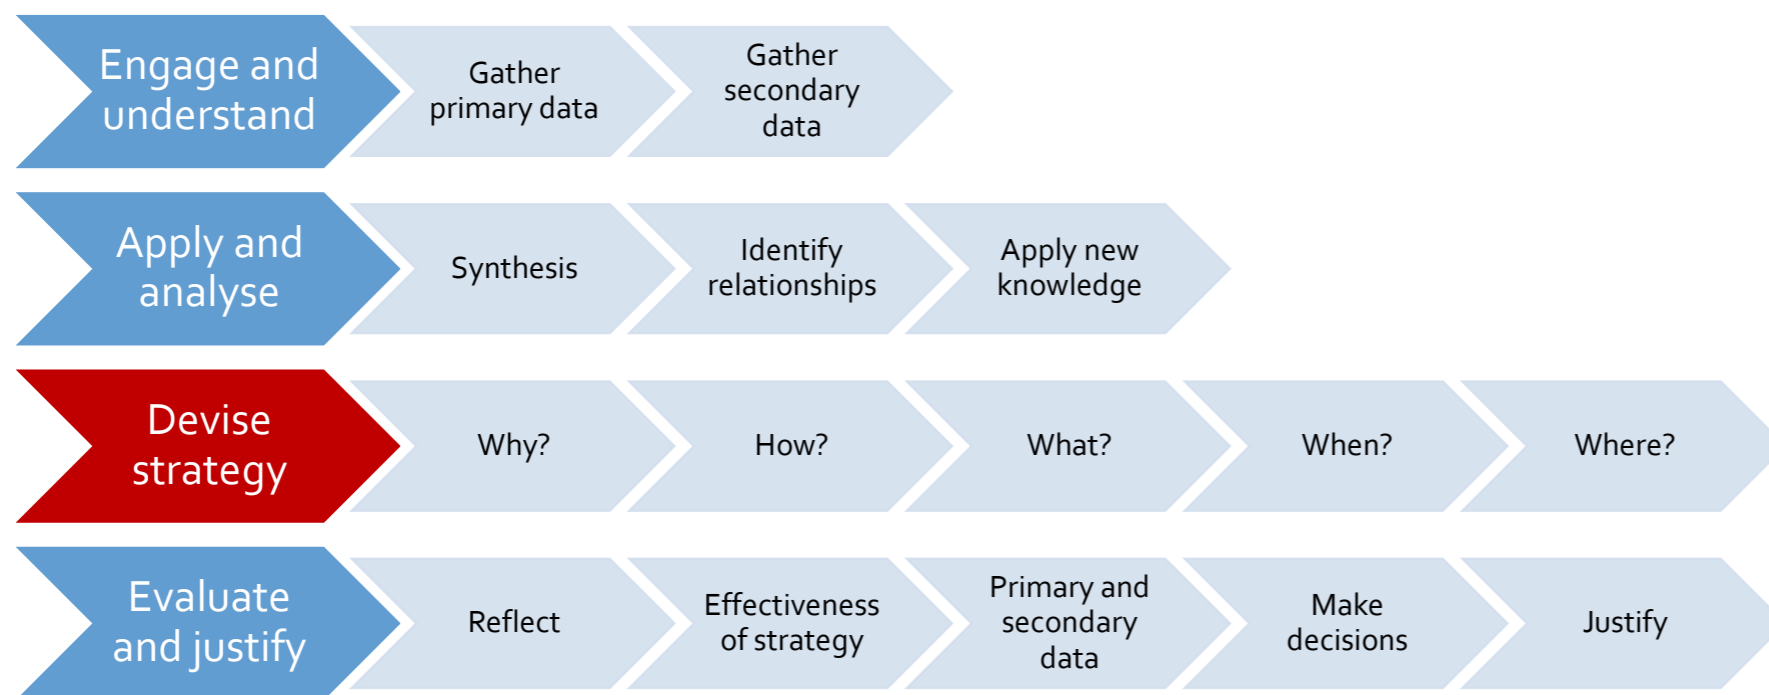 Engage and
understand
Gather
primary data
Gather
secondary
data
Apply and
analyse
Synthesis
Identify
relationships
Apply new
knowledge
Devise
strategy
Why?
How?
What?
When?
Where?
Evaluate
and justify
Reflect
Effectiveness
of strategy
Primary and
secondary
data
Make
decisions
Justify